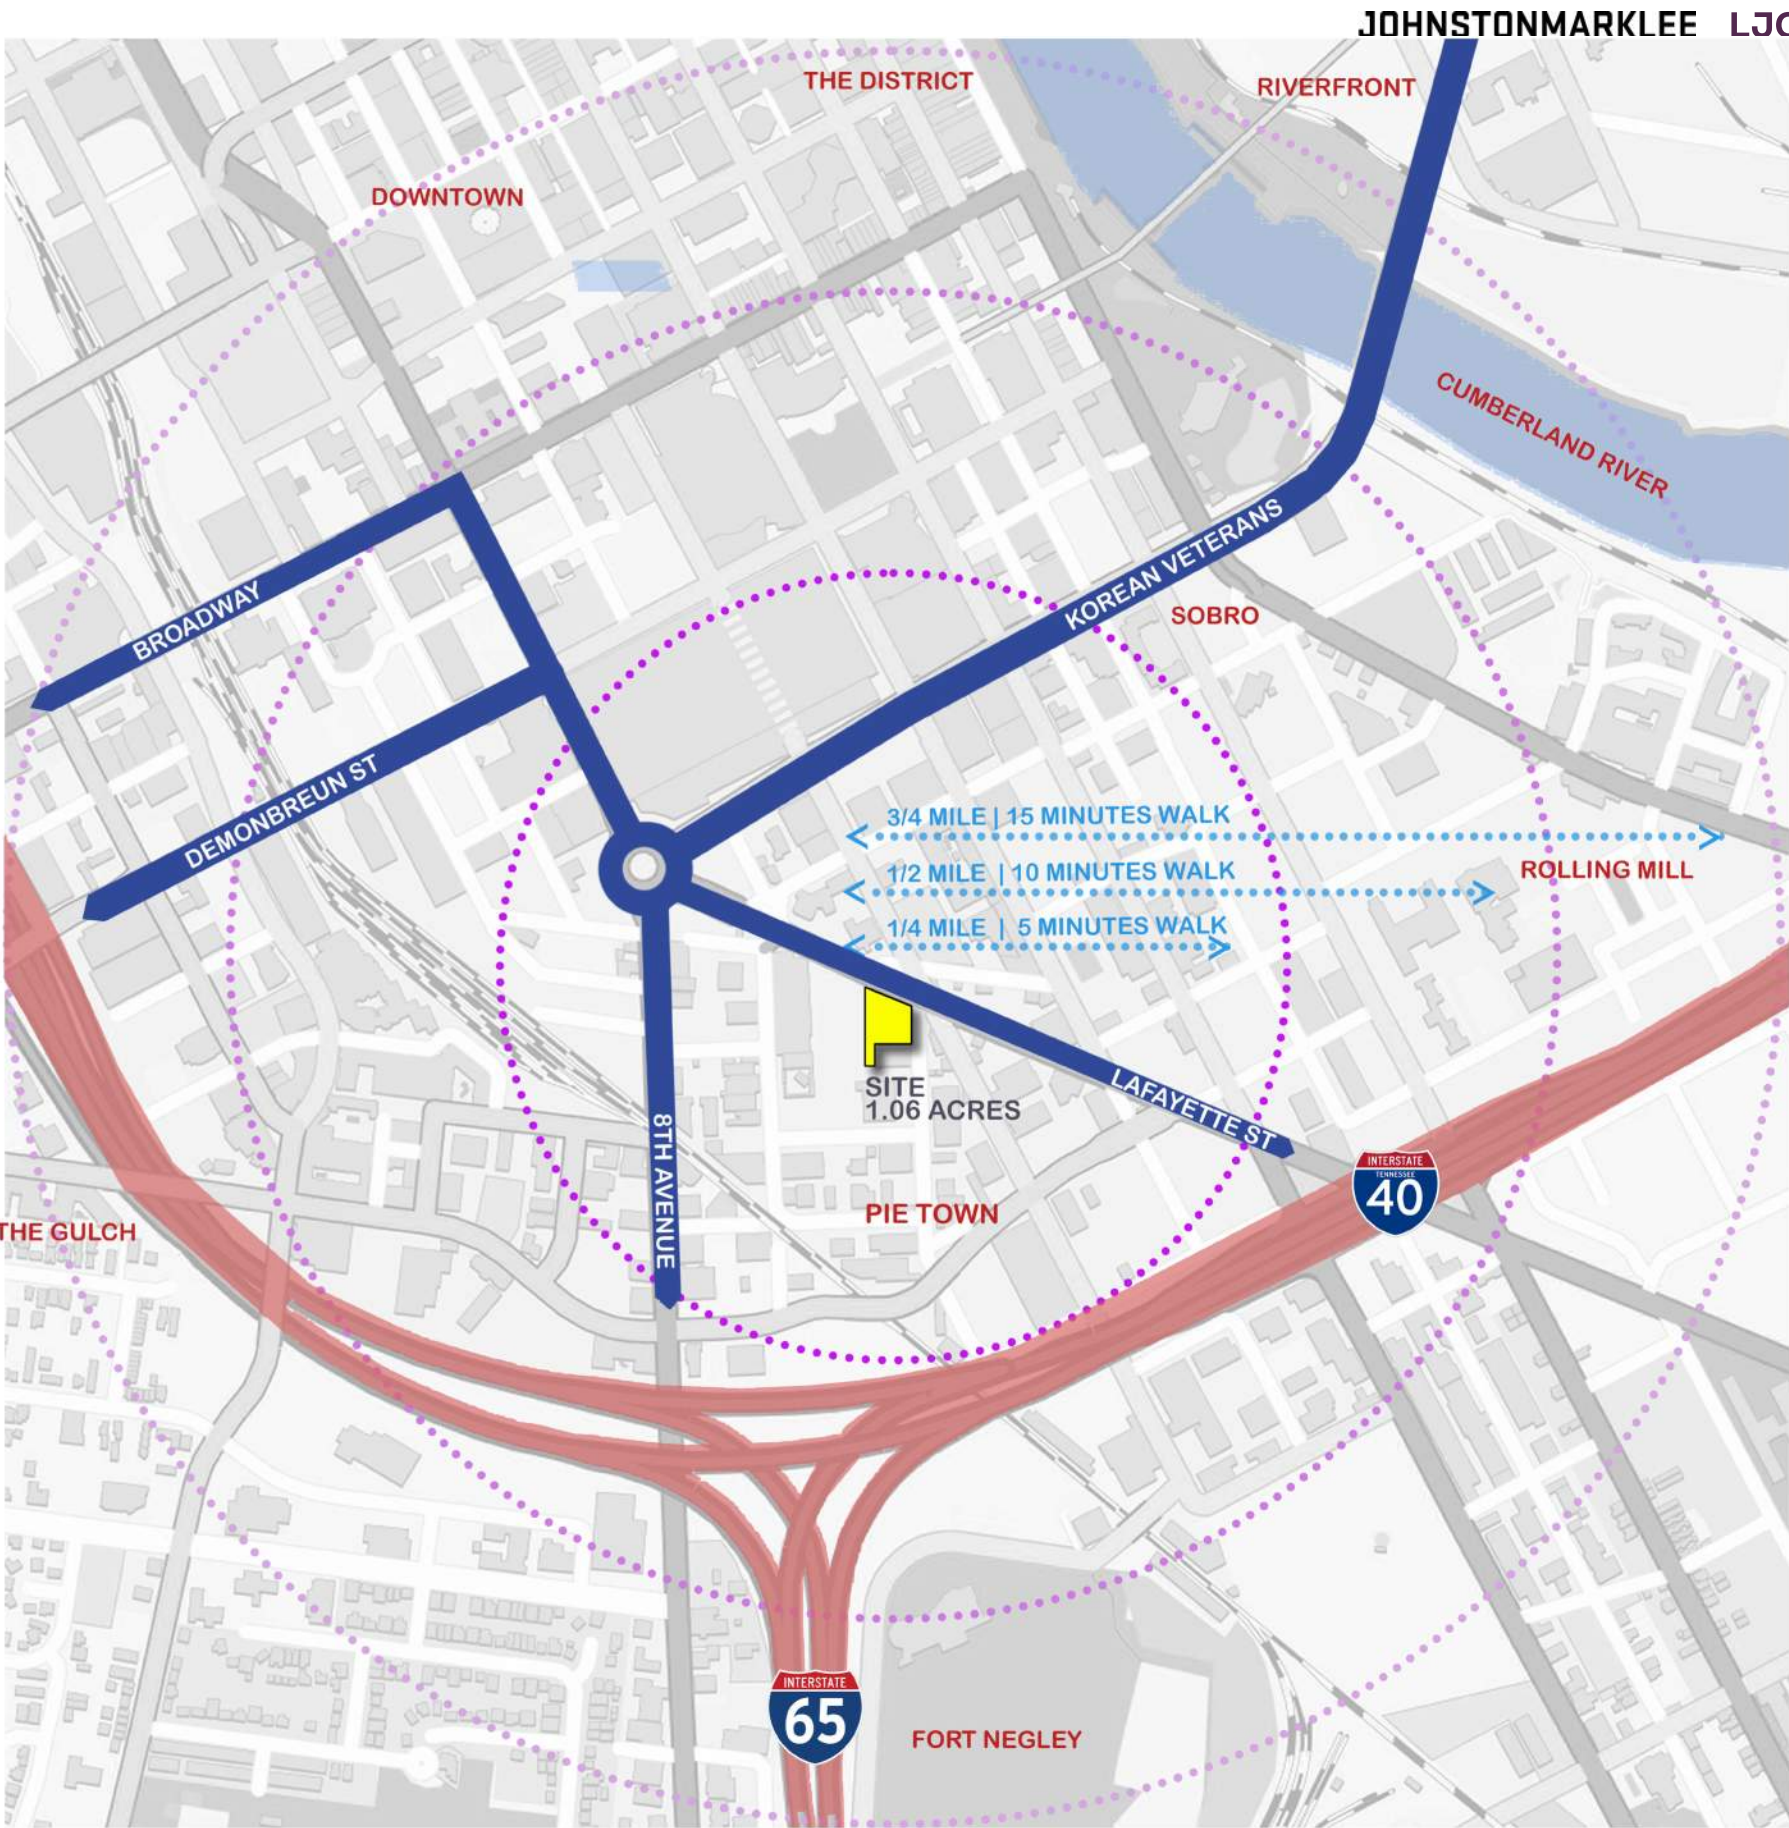 JOHNSTONMARKLEE
THE DISTRICT
RIVERFRONT
DOWNTOWN
CUMBERLAND RIVER
KOREAN VETERANS
SOBRO
BROADWAY
DEMONBREUN ST
3/4 MILE | 15 MINUTES WALK
1/2 MILE | 10 MINUTES WALK
ROLLING MILL
1/4 MILE | 5 MINUTES WALK
SITE
1.06 ACRES
LAFAYETTE ST
8TH AVENUE
INTERSTATE
TENNESSEE
40
PIE TOWN
THE GULCH
INTERSTATE
65
FORT NEGLEY